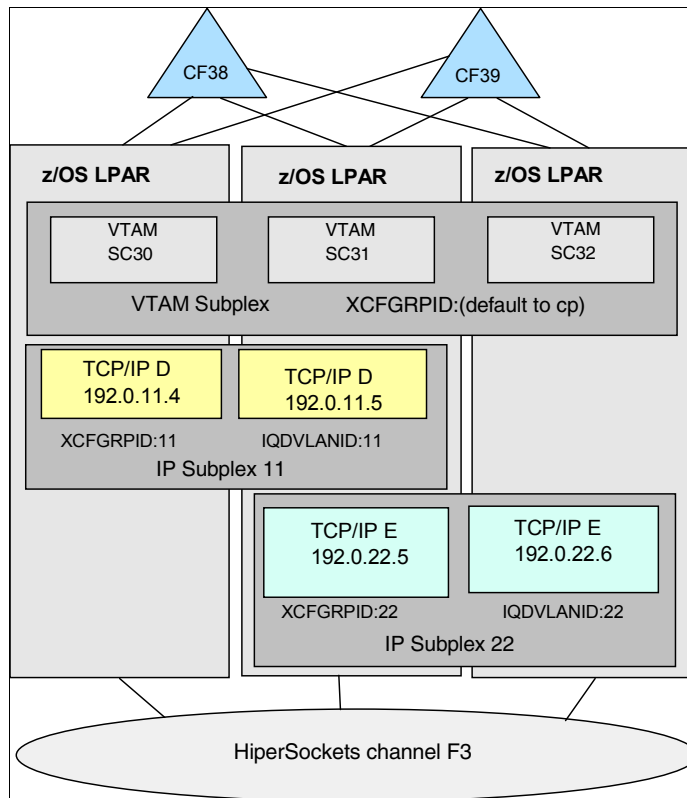 CF38
CF39
z/OS LPAR
z/OS LPAR
z/OS LPAR
VTAM
SC30
VTAM
SC31
VTAM
SC32
VTAM Subplex
XCFGRPID:(default to cp)
TCP/IP D
192.0.11.4
TCP/IP D
192.0.11.5
XCFGRPID:11
IQDVLANID:11
IP Subplex 11
TCP/IP E
192.0.22.5
TCP/IP E
192.0.22.6
XCFGRPID:22
IQDVLANID:22
IP Subplex 22
HiperSockets channel F3